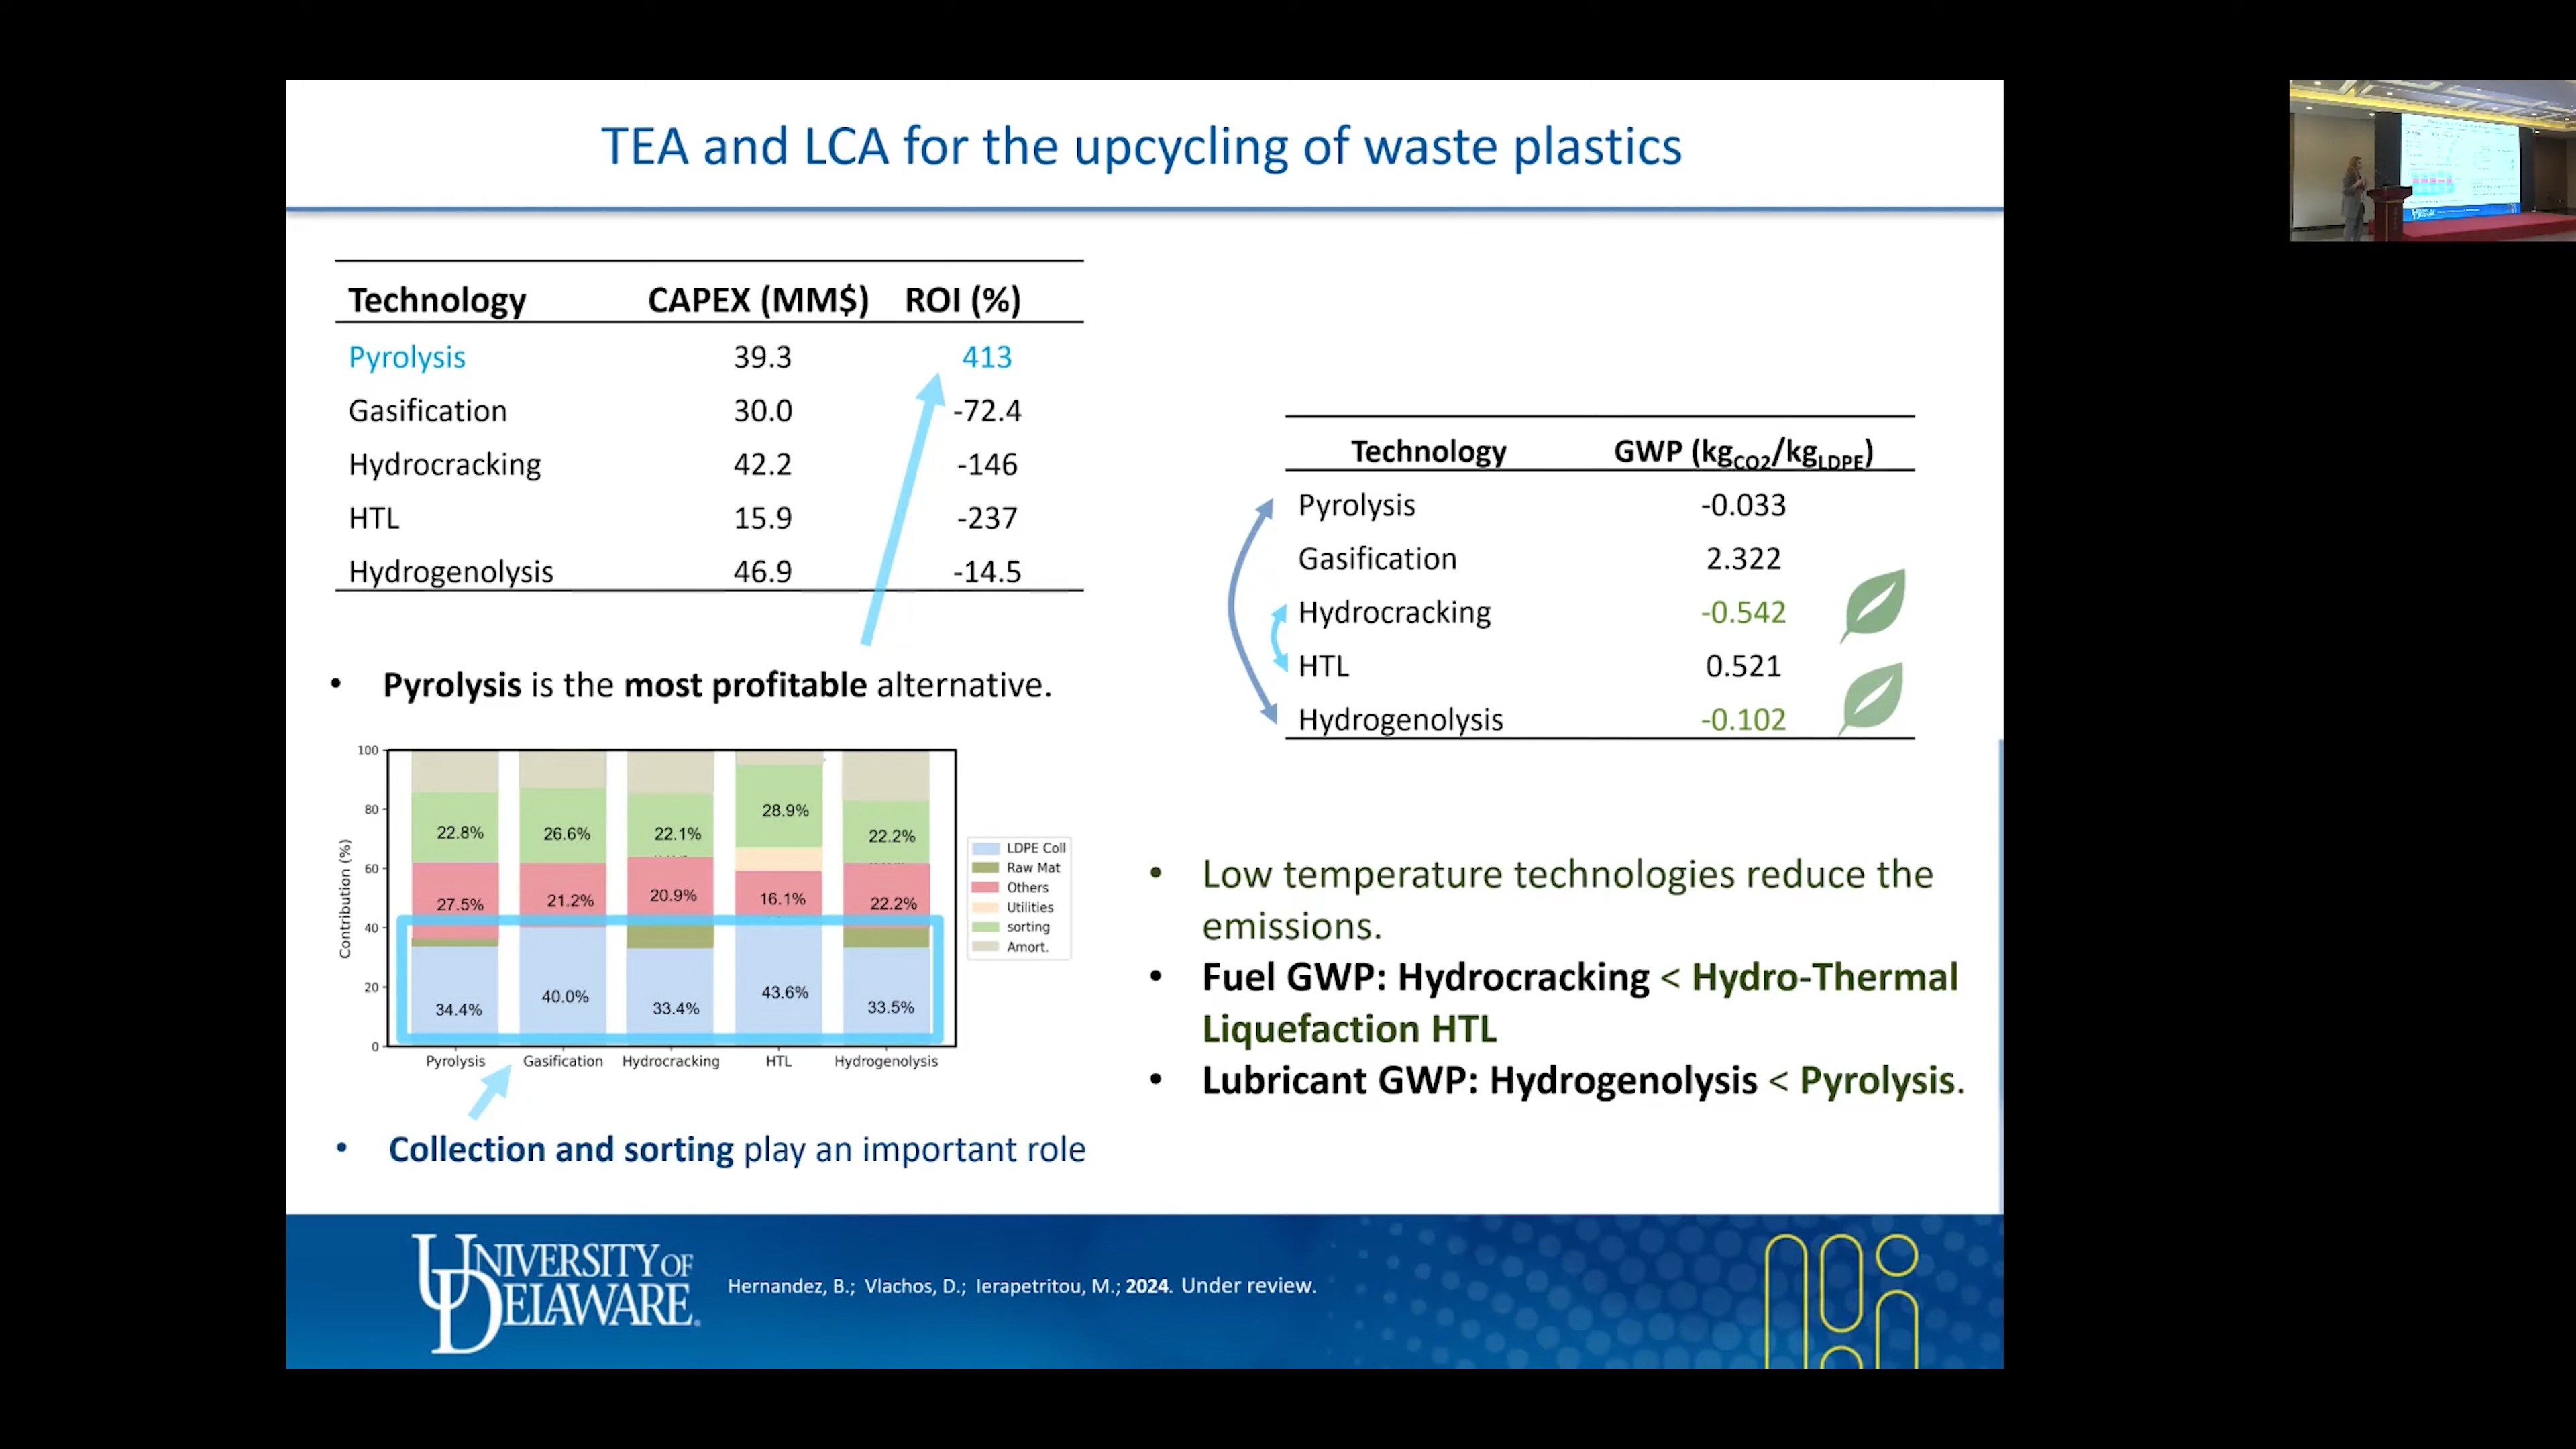 TEA and LCA for the upcycling of waste plastics
Technology CAPEX (MM$) ROI (%)
Pyrolysis 39.3 413
Gasification 30.0 -72.4
Hydrocracking 42.2 -146
HTL 15.9 -237
Hydrogenolysis 46.9 -14.5
• Pyrolysis is the most profitable alternative.
Contribution (%)
100
80
60
40
20
0
22.8% 26.6% 22.1% 28.9% 22.2%
27.5% 21.2% 20.9% 16.1% 22.2%
34.4% 40.0% 33.4% 43.6% 33.5%
Pyrolysis Gasification Hydrocracking HTL Hydrogenolysis
LDPE Coll
Raw Mat
Others
Utilities
sorting
Amort.
• Collection and sorting play an important role
Technology GWP (kgCO2/kgLDPE)
Pyrolysis -0.033
Gasification 2.322
Hydrocracking -0.542
HTL 0.521
Hydrogenolysis -0.102
• Low temperature technologies reduce the
emissions.
• Fuel GWP: Hydrocracking < Hydro-Thermal
Liquefaction HTL
• Lubricant GWP: Hydrogenolysis < Pyrolysis.
UNIVERSITY OF
DELAWARE
Hernandez, B.; Vlachos, D.; Ierapetritou, M.; 2024. Under review.